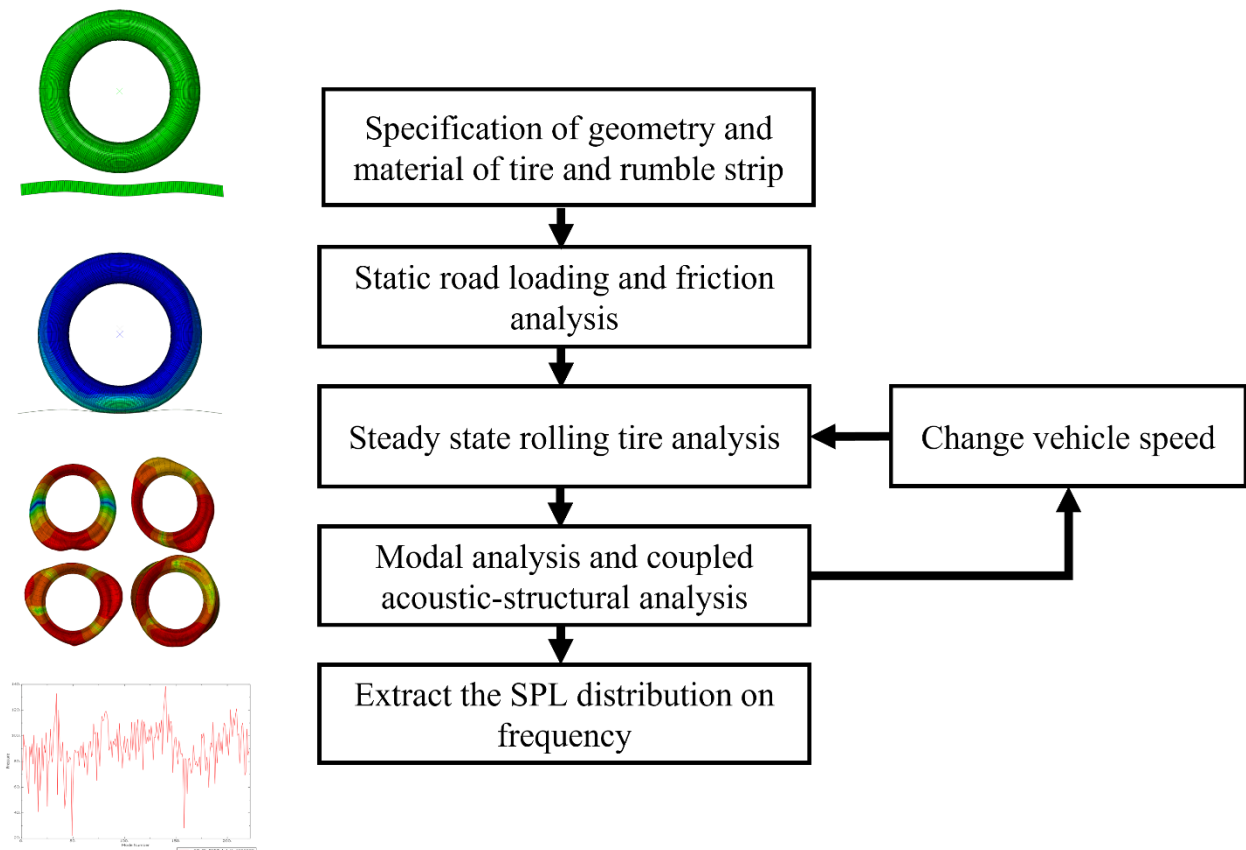 Specification of geometry and
material of tire and rumble strip
Static road loading and friction
analysis
Steady state rolling tire analysis
Change vehicle speed
Modal analysis and coupled
acoustic-structural analysis
Extract the SPL distribution on
frequency